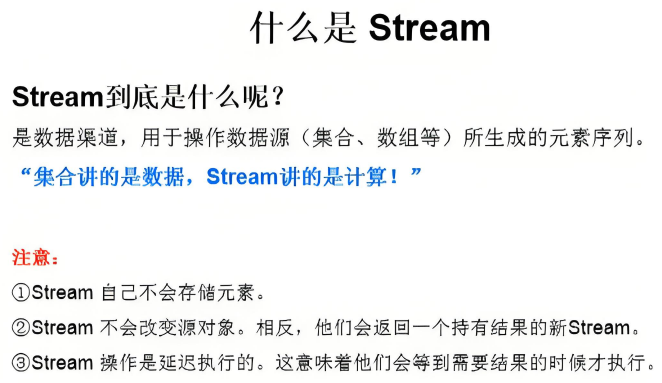 什么是 Stream
Stream到底是什么呢？
是数据渠道，用于操作数据源（集合、数组等）所生成的元素序列。
“集合讲的是数据，Stream讲的是计算！”
注意：
①Stream 自己不会存储元素。
②Stream 不会改变源对象。相反，他们会返回一个持有结果的新Stream。
③Stream 操作是延迟执行的。这意味着他们会等到需要结果的时候才执行。